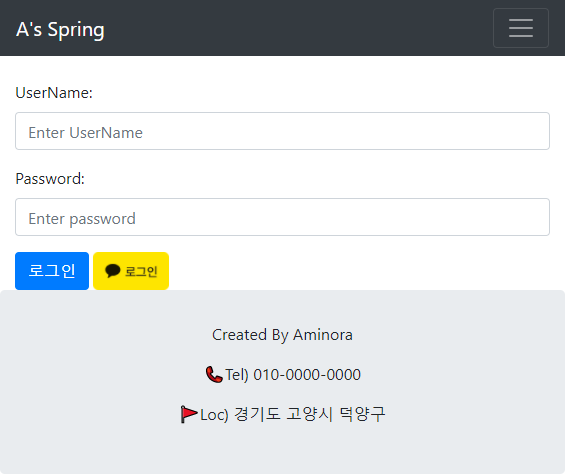 A's Spring
UserName:
Enter UserName
Password:
Enter password
로그인 로그인
Created By Aminora
Tel) 010-0000-0000
Loc) 경기도 고양시 덕양구